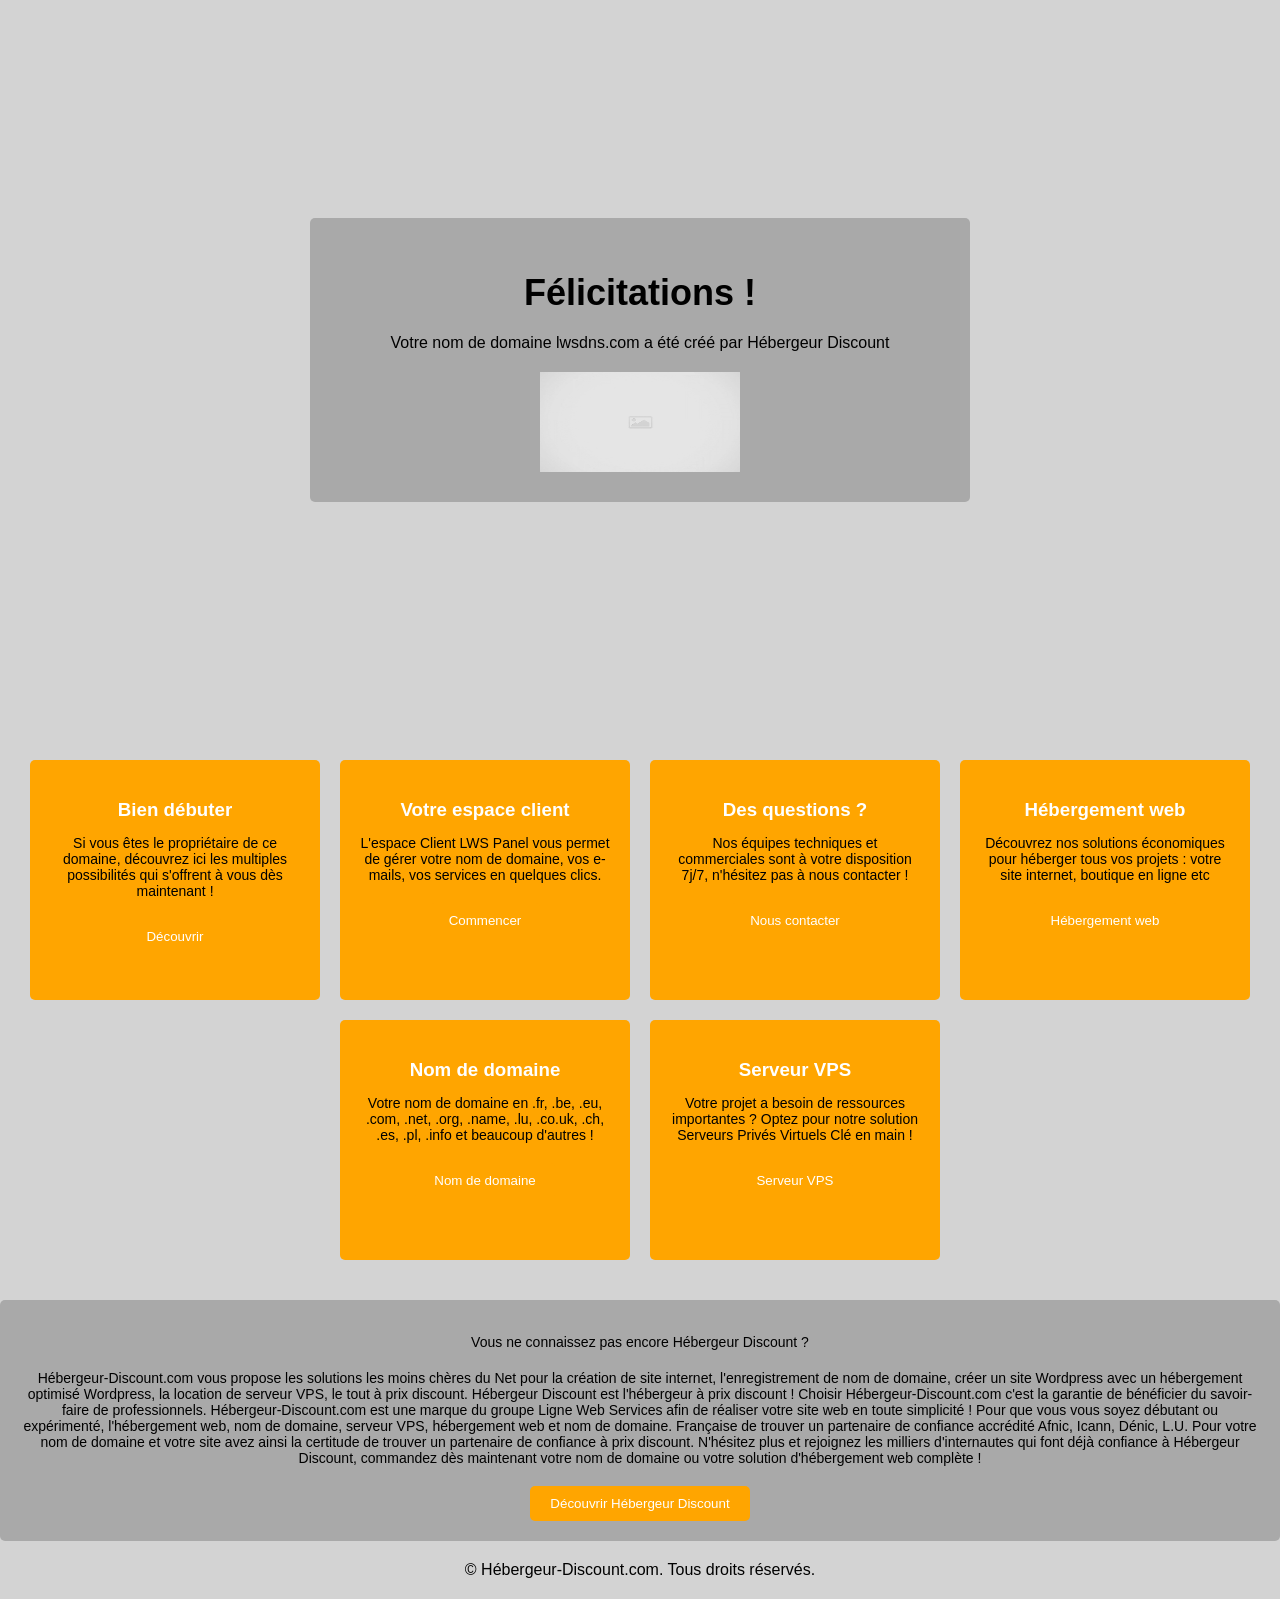 Félicitations !
Votre nom de domaine lwsdns.com a été créé par Hébergeur Discount
Bien débuter
Si vous êtes le propriétaire de ce
domaine, découvrez ici les multiples
possibilités qui s'offrent à vous dès
maintenant !
Découvrir
Votre espace client
L'espace Client LWS Panel vous permet
de gérer votre nom de domaine, vos e-
mails, vos services en quelques clics.
Commencer
Des questions ?
Nos équipes techniques et
commerciales sont à votre disposition
7j/7, n'hésitez pas à nous contacter !
Nous contacter
Hébergement web
Découvrez nos solutions économiques
pour héberger tous vos projets : votre
site internet, boutique en ligne etc
Hébergement web
Nom de domaine
Votre nom de domaine en .fr, .be, .eu,
.com, .net, .org, .name, .lu, .co.uk, .ch,
.es, .pl, .info et beaucoup d'autres !
Nom de domaine
Serveur VPS
Votre projet a besoin de ressources
importantes ? Optez pour notre solution
Serveurs Privés Virtuels Clé en main !
Serveur VPS
Vous ne connaissez pas encore Hébergeur Discount ?
Hébergeur-Discount.com vous propose les solutions les moins chères du Net pour la création de site internet, l'enregistrement de nom de domaine, créer un site Wordpress avec un hébergement
optimisé Wordpress, la location de serveur VPS, le tout à prix discount. Hébergeur Discount est l'hébergeur à prix discount ! Choisir Hébergeur-Discount.com c'est la garantie de bénéficier du savoir-
faire de professionnels. Hébergeur-Discount.com est une marque du groupe Ligne Web Services afin de réaliser votre site web en toute simplicité ! Pour que vous vous soyez débutant ou
expérimenté, l'hébergement web, nom de domaine, serveur VPS, hébergement web et nom de domaine. Française de trouver un partenaire de confiance accrédité Afnic, Icann, Dénic, L.U. Pour votre
nom de domaine et votre site avez ainsi la certitude de trouver un partenaire de confiance à prix discount. N'hésitez plus et rejoignez les milliers d'internautes qui font déjà confiance à Hébergeur
Discount, commandez dès maintenant votre nom de domaine ou votre solution d'hébergement web complète !
Découvrir Hébergeur Discount
© Hébergeur-Discount.com. Tous droits réservés.